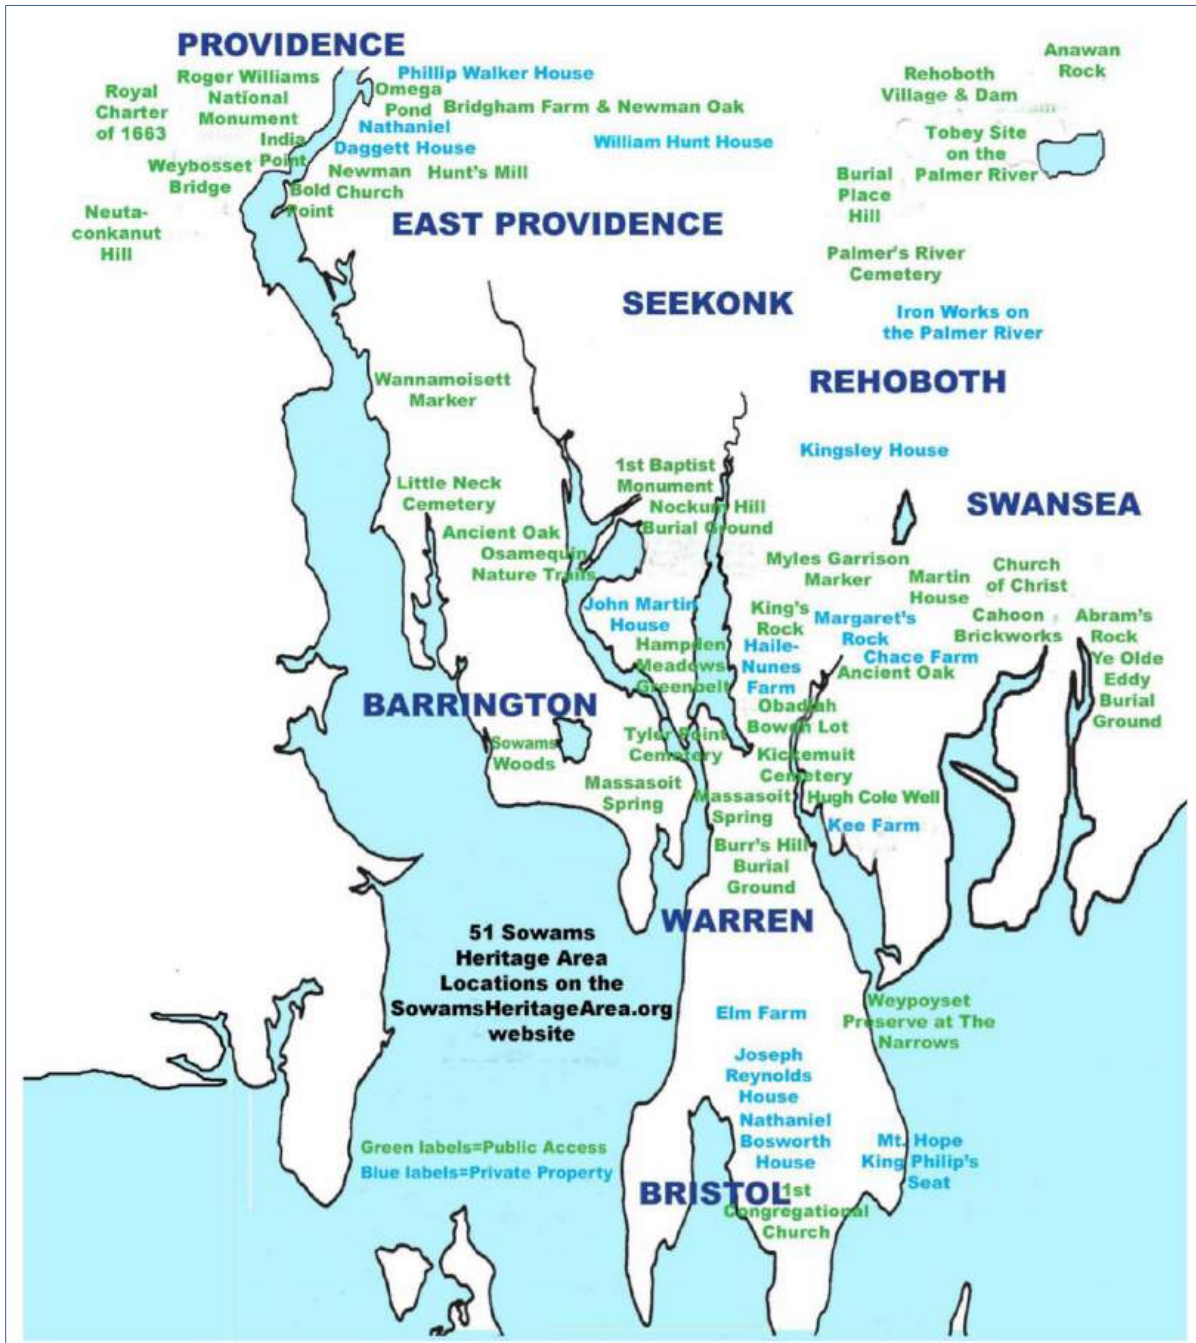 PROVIDENCE
Roger Williams
National
Monument
Royal
Charter
of 1663
India
Point
Weybosset
Bridge
Neuta-
conkanut
Hill
Phillip Walker House
Omega
Pond
Bridgham Farm & Newman Oak
Nathaniel
Daggett House
William Hunt House
Newman
Church
Hunt's Mill
Bold
Point
EAST PROVIDENCE
Anawan
Rock
Rehoboth
Village & Dam
Tobey Site
on the
Palmer River
Burial
Place
Hill
Palmer's River
Cemetery
SEEKONK
Iron Works on
the Palmer River
REHOBOTH
Wannamoisett
Marker
Kingsley House
1st Baptist
Monument
Nockum Hill
Burial Ground
Little Neck
Cemetery
SWANSEA
Ancient Oak
Osamequin
Nature Trails
Myles Garrison
Marker
Martin
House
Church
of Christ
John Martin
House
King's
Rock
Margaret's
Rock
Cahoon
Brickworks
Abram's
Rock
Hampden
Meadows
Greenbelt
Haile-
Nunes
Farm
Chace Farm
Ancient Oak
Ye Olde
Eddy
Burial
Ground
BARRINGTON
Obadiah
Bowen Lot
Sowams
Woods
Tyler Point
Cemetery
Kickemuit
Cemetery
Massasoit
Spring
Massasoit
Spring
Hugh Cole Well
Kee Farm
Burr's Hill
Burial
Ground
WARREN
51 Sowams
Heritage Area
Locations on the
SowamsHeritageArea.org
website
Elm Farm
Weypoyset
Preserve at The
Narrows
Joseph
Reynolds
House
Nathaniel
Bosworth
House
Mt. Hope
King Philip's
Seat
Green labels=Public Access
Blue labels=Private Property
BRISTOL
1st
Congregational
Church